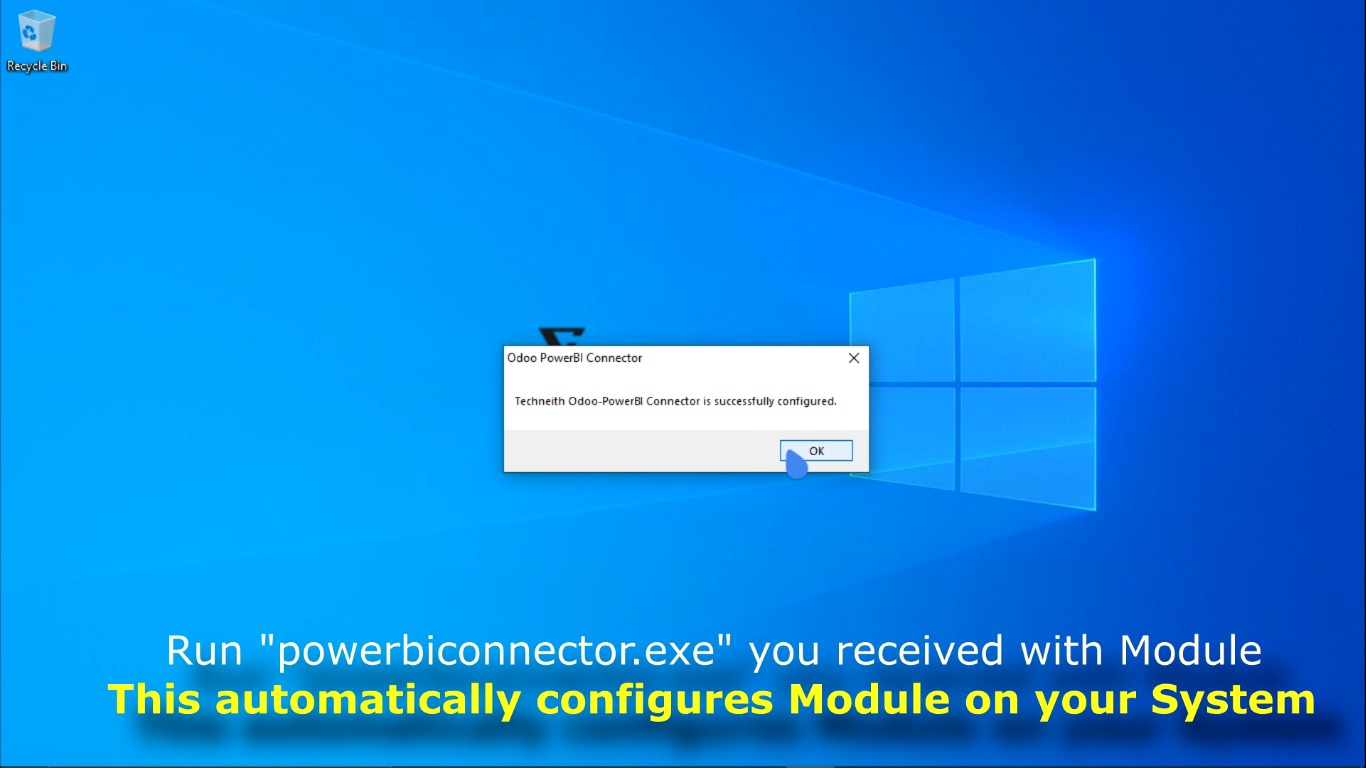 Recycle Bin
Odoo PowerBI Connector
Techneith Odoo-PowerBI Connector is successfully configured.
OK
Run "powerbiconnector.exe" you received with Module
This automatically configures Module on your System